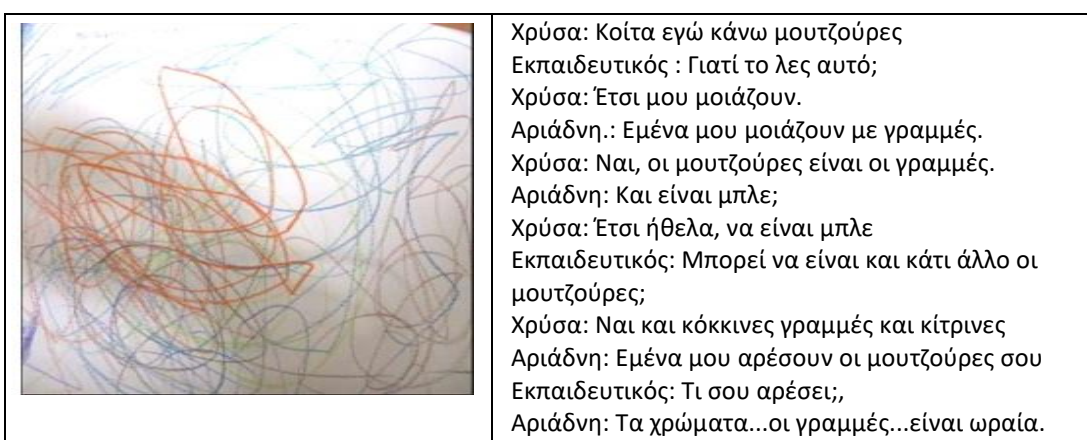 Χρύσα: Κοίτα εγώ κάνω μουτζούρες
Εκπαιδευτικός : Γιατί το λες αυτό;
Χρύσα: Έτσι μου μοιάζουν.
Αριάδνη.: Εμένα μου μοιάζουν με γραμμές.
Χρύσα: Ναι, οι μουτζούρες είναι οι γραμμές.
Αριάδνη: Και είναι μπλε;
Χρύσα: Έτσι ήθελα, να είναι μπλε
Εκπαιδευτικός: Μπορεί να είναι και κάτι άλλο οι
μουτζούρες;
Χρύσα: Ναι και κόκκινες γραμμές και κίτρινες
Αριάδνη: Εμένα μου αρέσουν οι μουτζούρες σου
Εκπαιδευτικός: Τι σου αρέσει;,
Αριάδνη: Τα χρώματα...οι γραμμές...είναι ωραία.